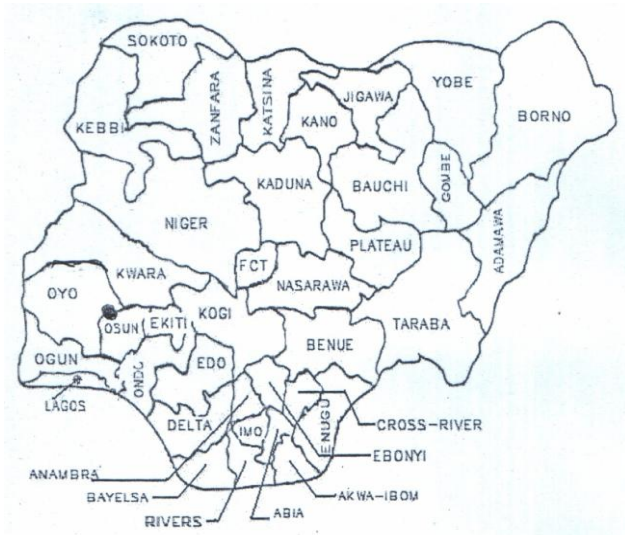 SOKOTO
KEBBI
ZANFARA
KATSINA
KANO
JIGAWA
YOBE
BORNO
KADUNA
BAUCHI
GOUBE
ADAMAWA
NIGER
PLATEAU
FCT
NASARAWA
KWARA
OYO
OSUN
EKITI
KOGI
BENUE
TARABA
OGUN
ONDO
EDO
LAGOS
DELTA
IMO
ENUGU
CROSS-RIVER
EBONYI
ANAMBRA
BAYELSA
AKWA-IBOM
RIVERS
ABIA